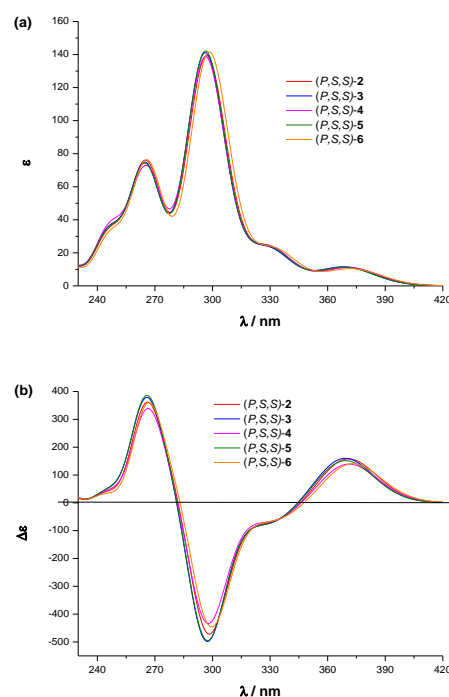 (a)
160
140
120
100
80
60
40
20
0
ε
(P,S,S)-2
(P,S,S)-3
(P,S,S)-4
(P,S,S)-5
(P,S,S)-6
240 270 300 330 360 390 420
λ / nm
(b)
400
300
200
100
0
-100
-200
-300
-400
-500
Δε
(P,S,S)-2
(P,S,S)-3
(P,S,S)-4
(P,S,S)-5
(P,S,S)-6
240 270 300 330 360 390 420
λ / nm